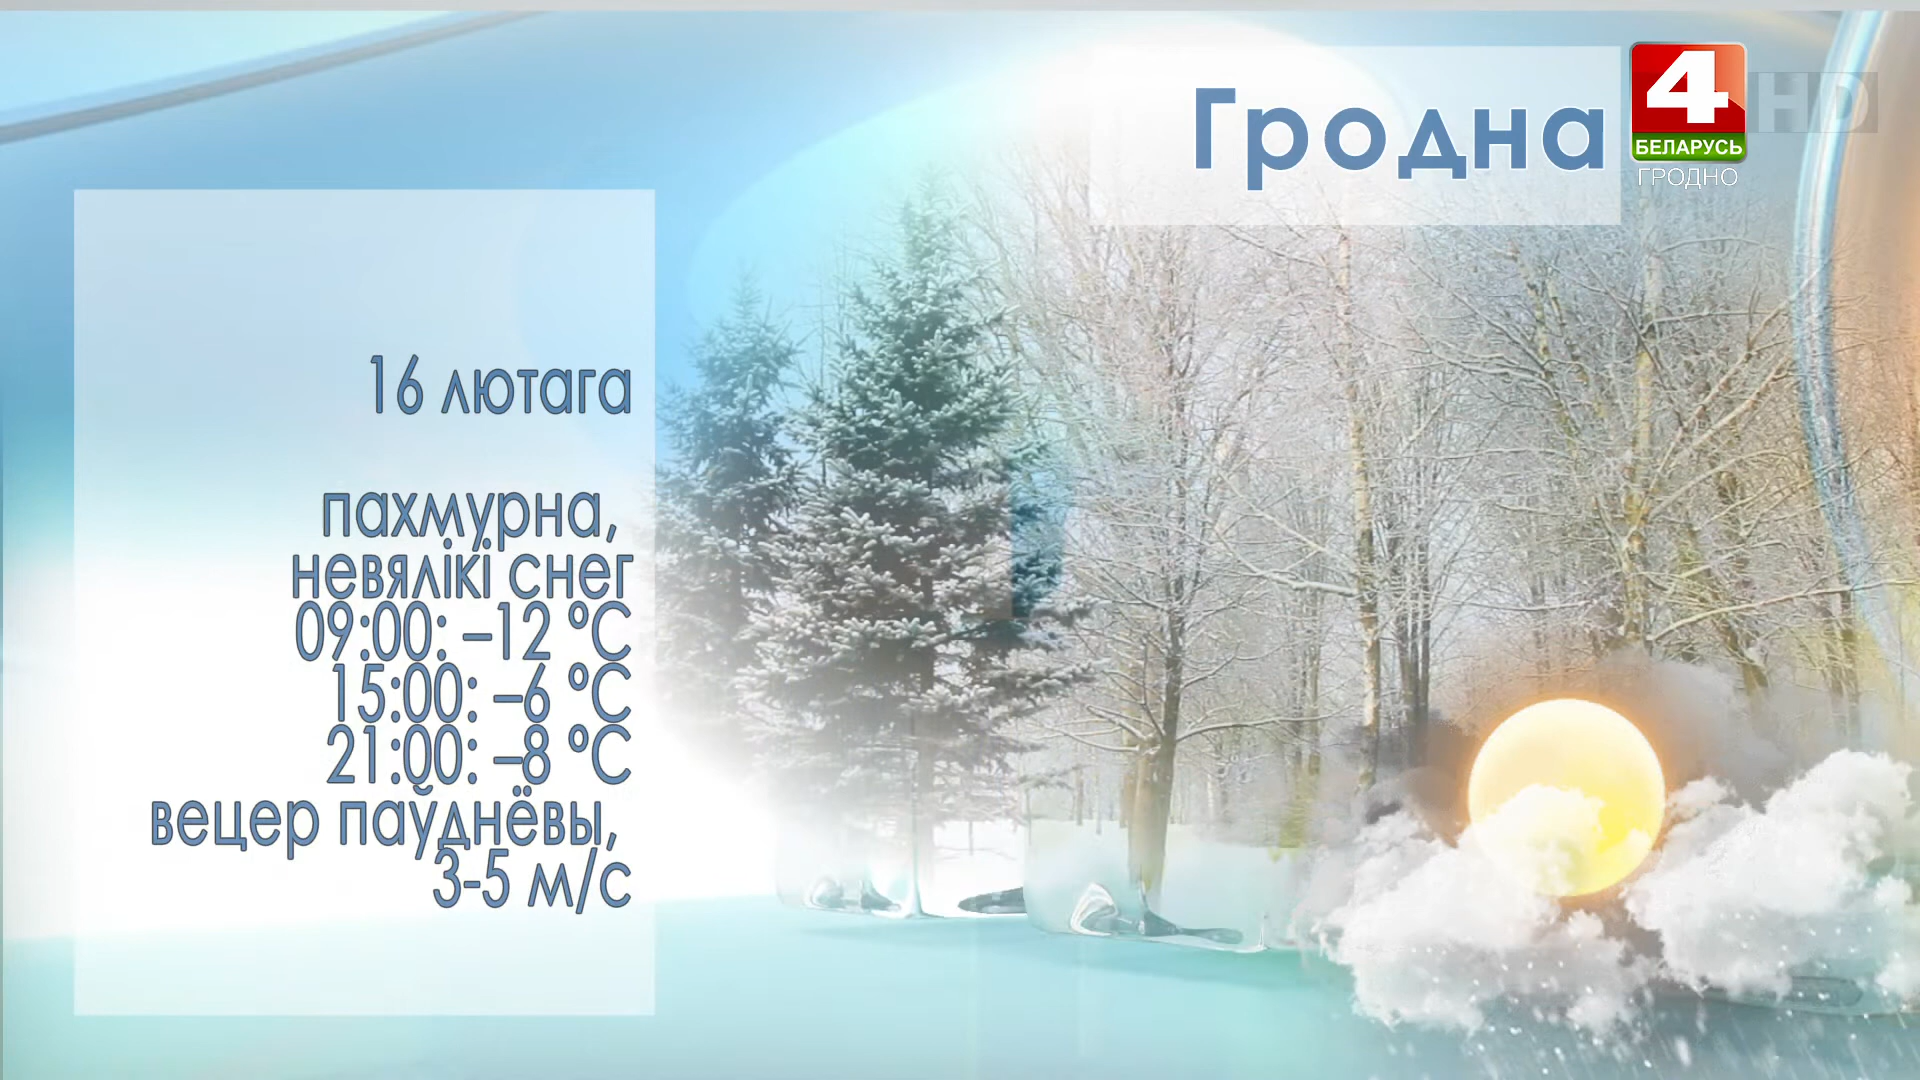 Гродна
4
HD
БЕЛАРУСЬ
ГРОДНО
16 лютага
пахмурна,
невялікі снег
09:00: –12 °С
15:00: –6 °С
21:00: –8 °С
вецер паўднёвы,
3-5 м/с